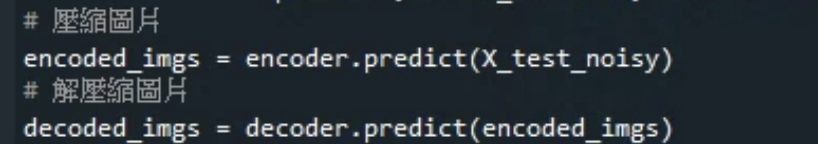 # 壓縮圖片
encoded_imgs = encoder.predict(X_test_noisy)
# 解壓縮圖片
decoded_imgs = decoder.predict(encoded_imgs)